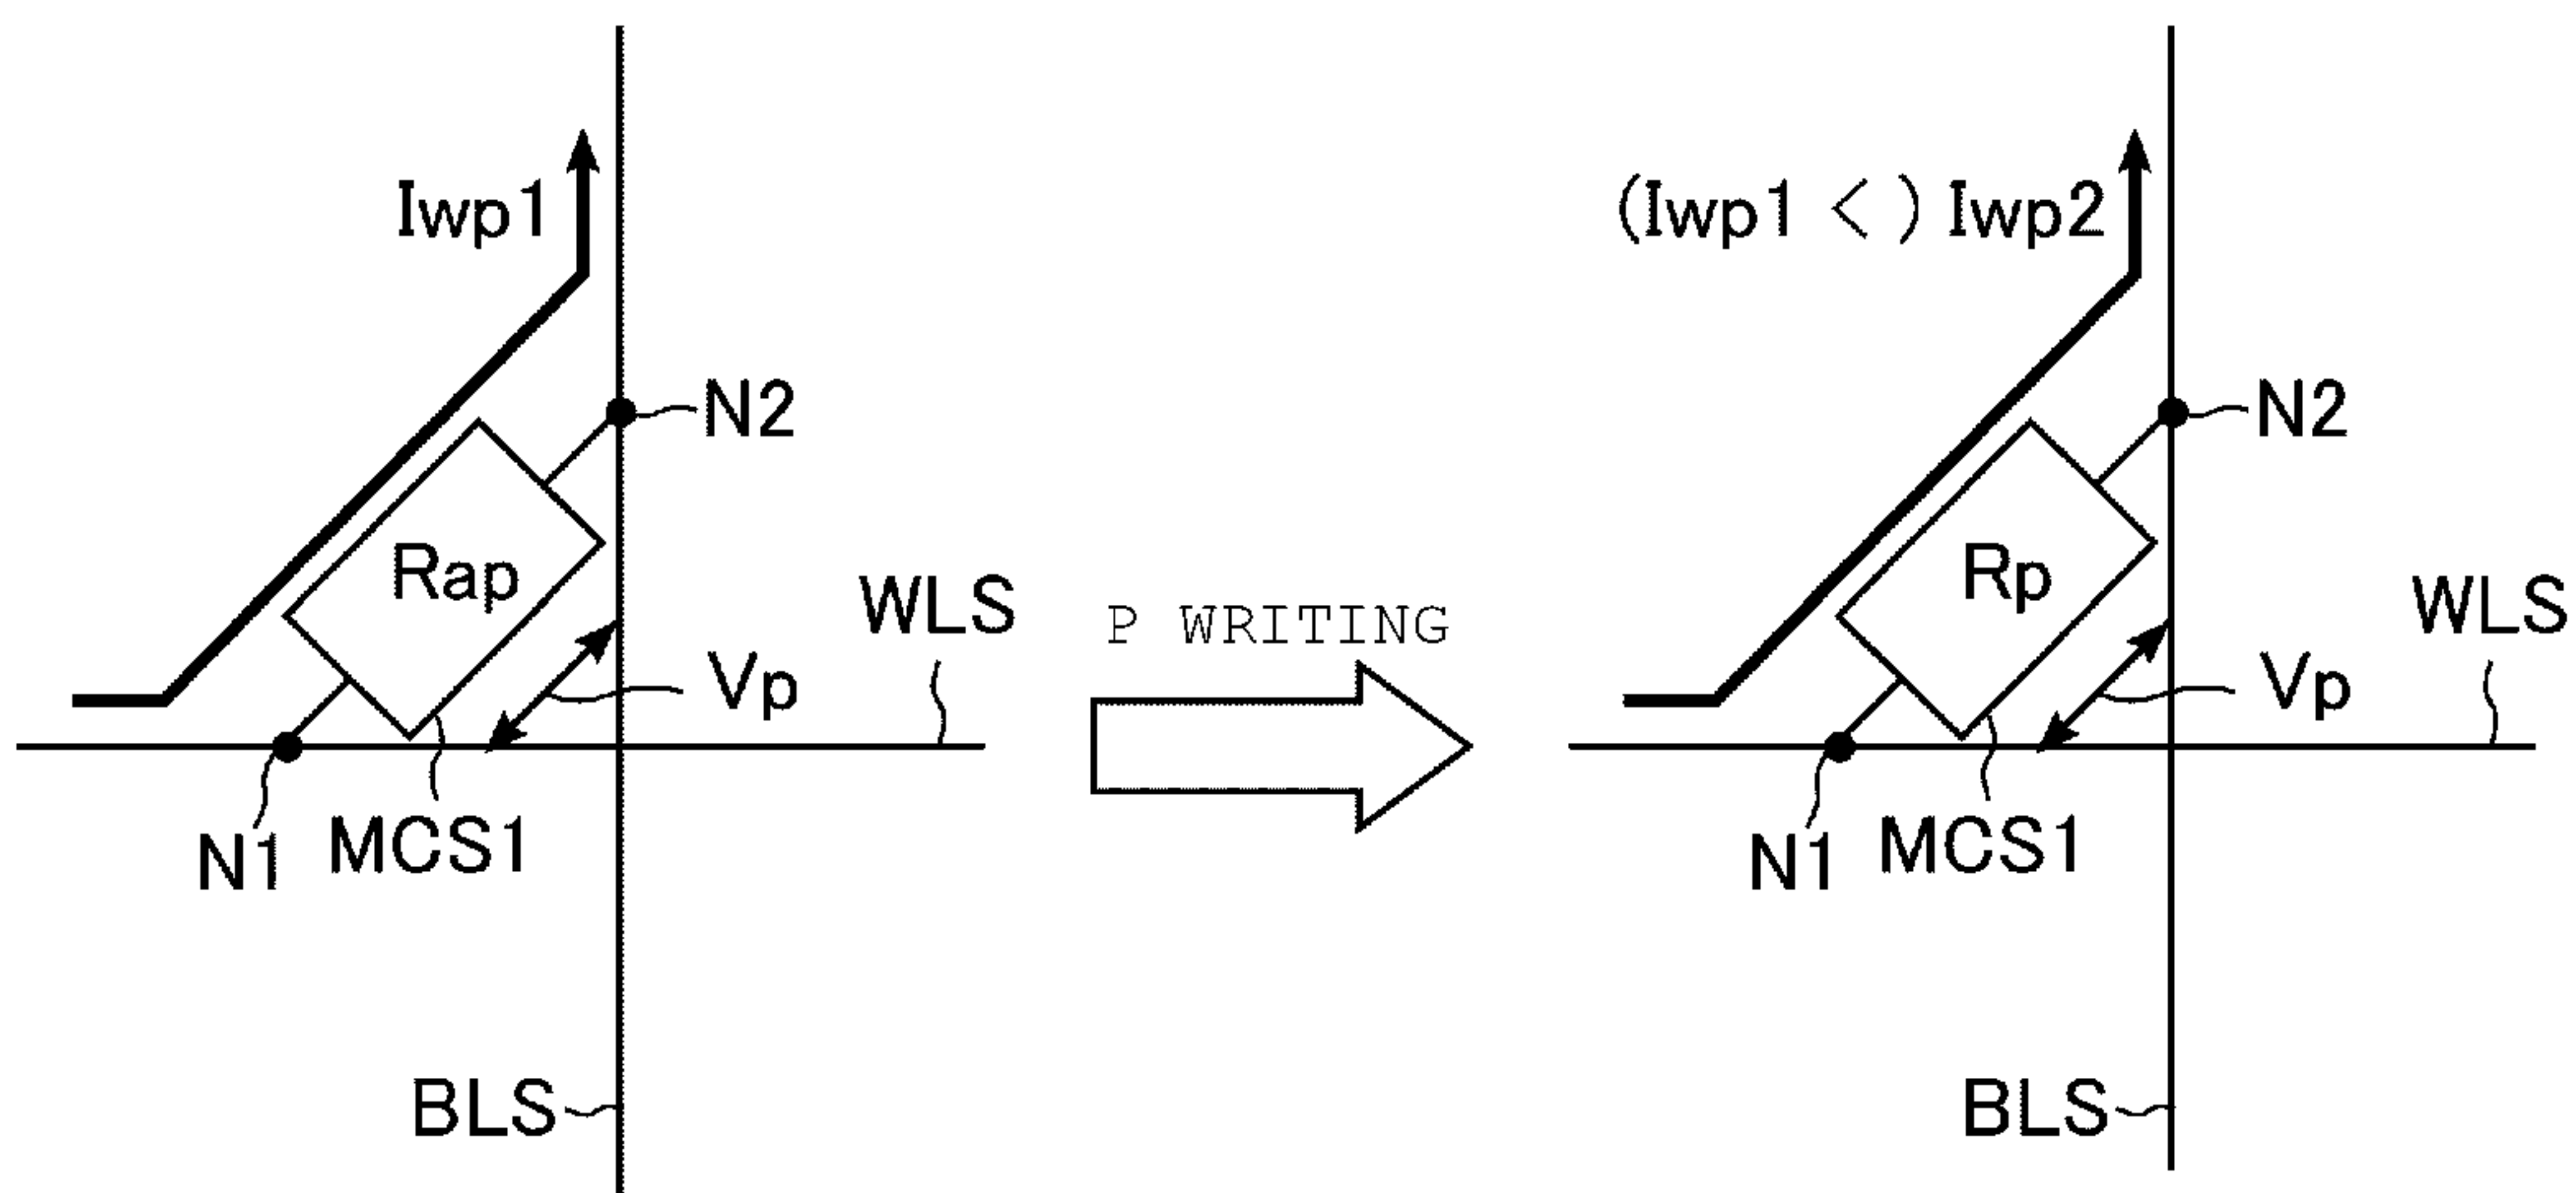 Iwp1
N2
Rap
WLS
Vp
N1
MCS1
BLS
P WRITING
(Iwp1 < ) Iwp2
N2
Rp
WLS
Vp
N1
MCS1
BLS